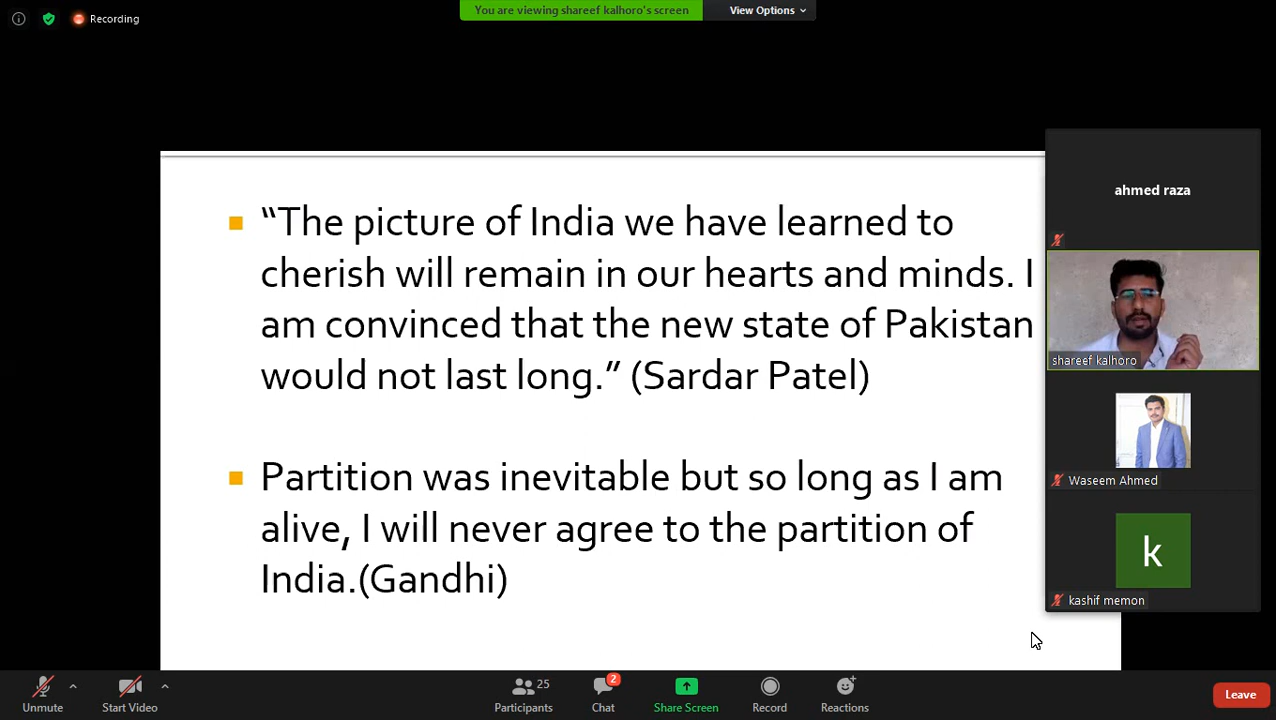 Recording
You are viewing shareef kalhoro's screen
View Options
“The picture of India we have learned to
cherish will remain in our hearts and minds. I
am convinced that the new state of Pakistan
would not last long.” (Sardar Patel)
Partition was inevitable but so long as I am
alive, I will never agree to the partition of
India.(Gandhi)
ahmed raza
shareef kalhoro
Waseem Ahmed
k
kashif memon
Unmute
Start Video
25
Participants
2
Chat
Share Screen
Record
Reactions
Leave